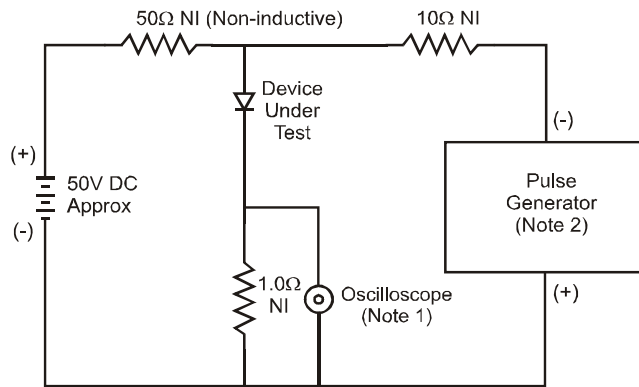 50Ω NI (Non-inductive)
10Ω NI
Device
Under
Test
(-)
(+)
50V DC
Approx
(-)
Pulse
Generator
(Note 2)
1.0Ω
NI
Oscilloscope
(Note 1)
(+)